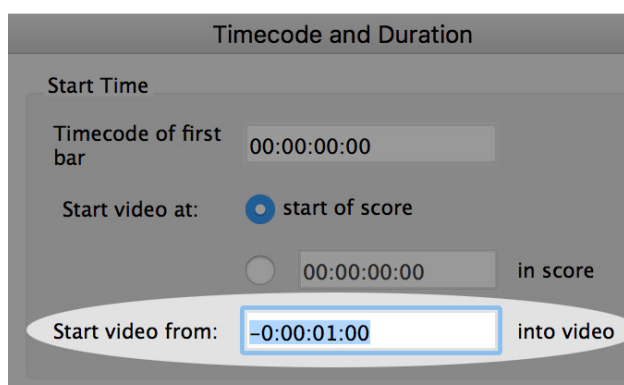 Timecode and Duration
Start Time
Timecode of first
bar
00:00:00:00
Start video at:
start of score
00:00:00:00 in score
Start video from: –0:00:01:00 into video